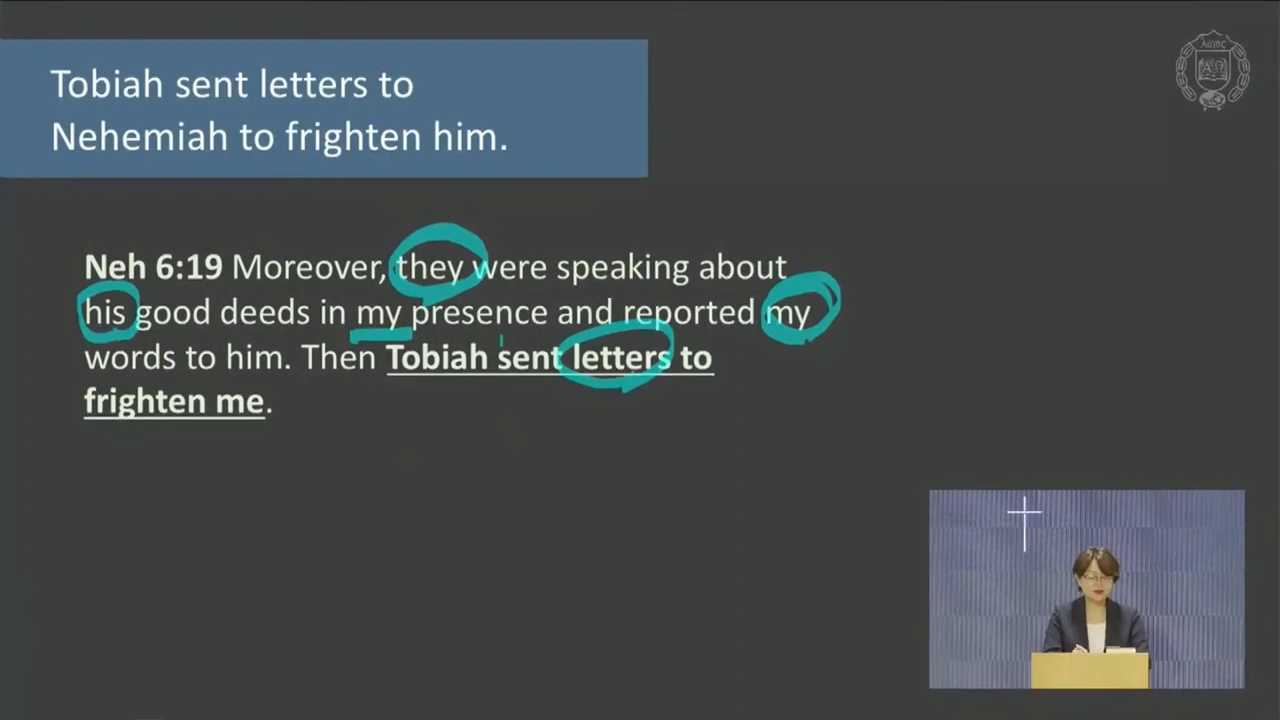 Tobiah sent letters to
Nehemiah to frighten him.
Neh 6:19 Moreover, they were speaking about
his good deeds in my presence and reported my
words to him. Then Tobiah sent letters to
frighten me.